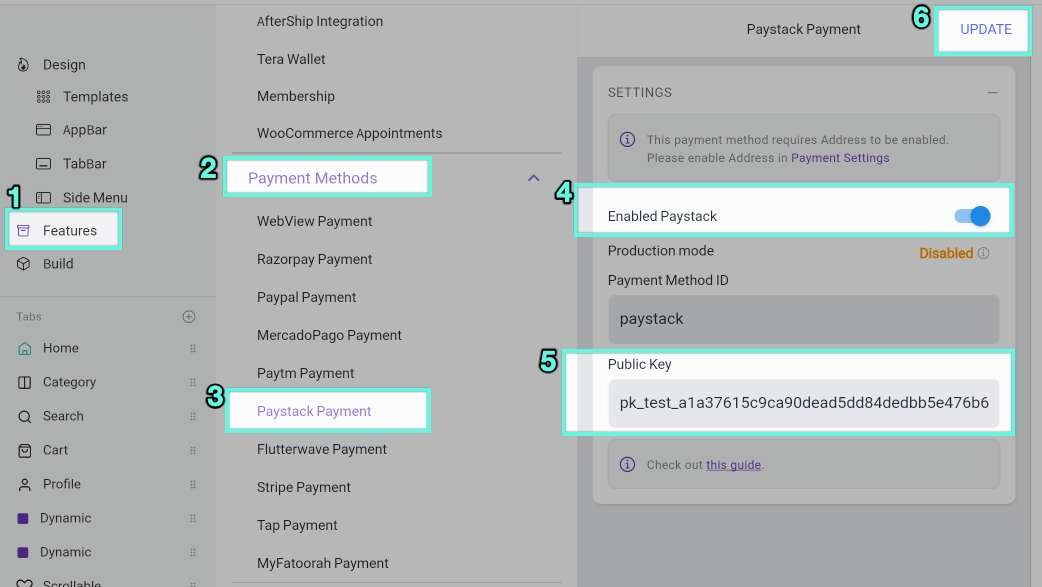 Design
Templates
AppBar
TabBar
Side Menu
1
Features
Build
Tabs
Home
Category
Search
Cart
Profile
Dynamic
Dynamic
Scrollable
AfterShip Integration
Tera Wallet
Membership
WooCommerce Appointments
2
Payment Methods
WebView Payment
Razorpay Payment
Paypal Payment
MercadoPago Payment
Paytm Payment
3
Paystack Payment
Flutterwave Payment
Stripe Payment
Tap Payment
MyFatoorah Payment
Paystack Payment
6
UPDATE
SETTINGS
This payment method requires Address to be enabled.
Please enable Address in Payment Settings
4
Enabled Paystack
Production mode
Disabled
Payment Method ID
paystack
5
Public Key
pk_test_a1a37615c9ca90dead5dd84dedbb5e476b6
Check out this guide.